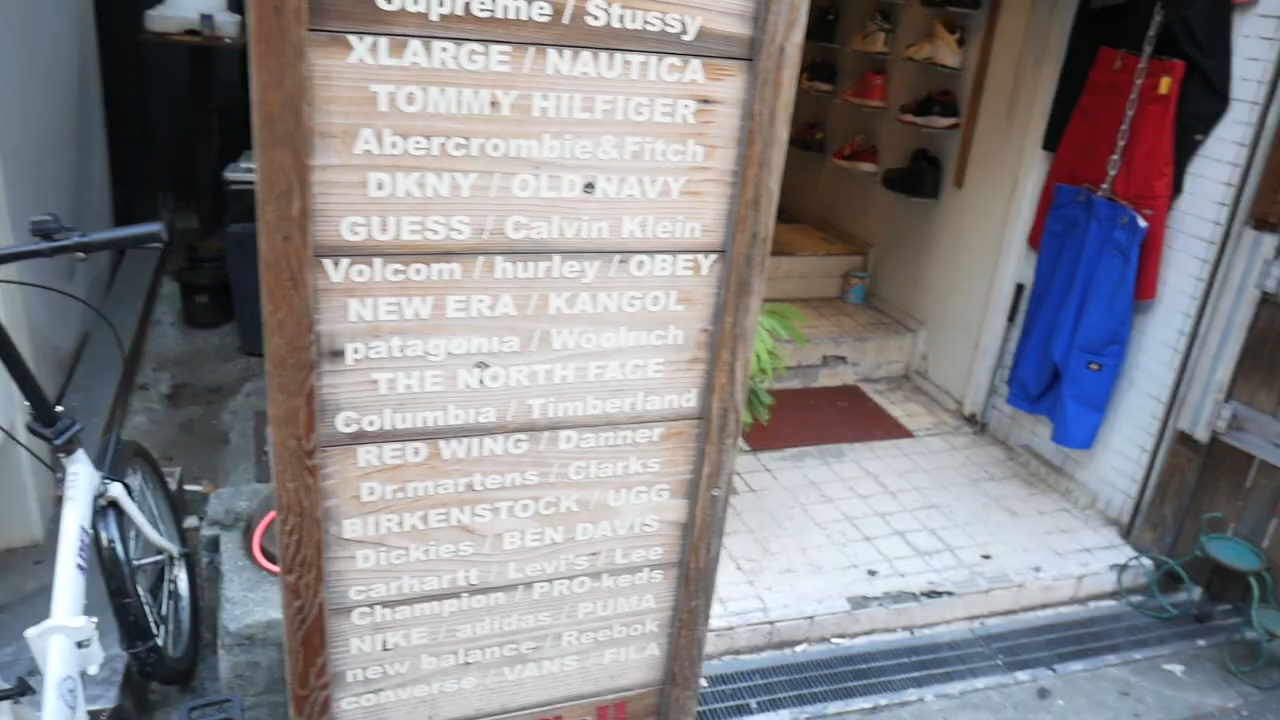 Supreme / Stussy
XLARGE / NAUTICA
TOMMY HILFIGER
Abercrombie&Fitch
DKNY / OLD NAVY
GUESS / Calvin Klein
Volcom / hurley / OBEY
NEW ERA / KANGOL
patagonia / Woolrich
THE NORTH FACE
Columbia / Timberland
RED WING / Danner
Dr.martens / Clarks
BIRKENSTOCK / UGG
Dickies / BEN DAVIS
carhartt / Levi's / Lee
Champion / PRO-keds
NIKE / adidas / PUMA
new balance / Reebok
converse / VANS / FILA